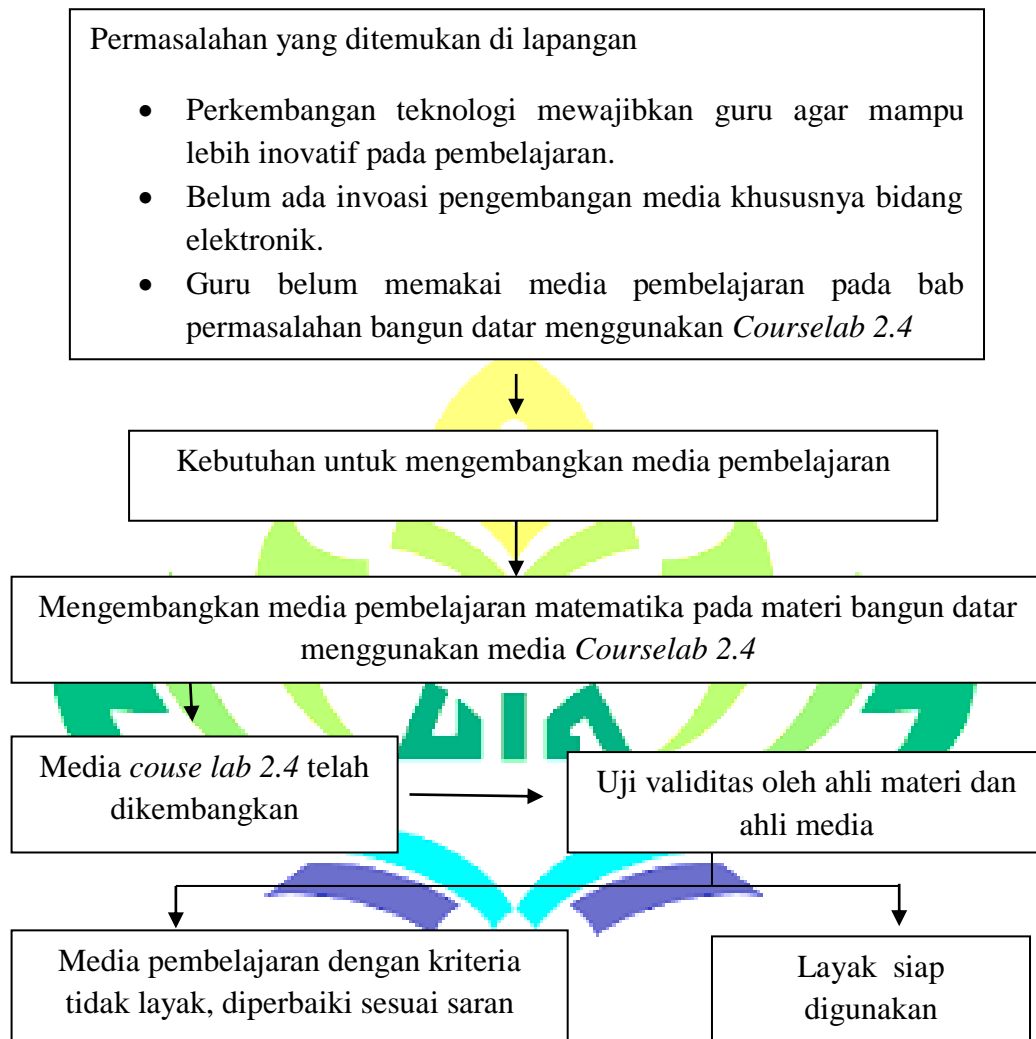 Permasalahan yang ditemukan di lapangan
• Perkembangan teknologi mewajibkan guru agar mampu
lebih inovatif pada pembelajaran.
• Belum ada invoasi pengembangan media khususnya bidang
elektronik.
• Guru belum memakai media pembelajaran pada bab
permasalahan bangun datar menggunakan Courselab 2.4
Kebutuhan untuk mengembangkan media pembelajaran
Mengembangkan media pembelajaran matematika pada materi bangun datar
menggunakan media Courselab 2.4
Media couse lab 2.4 telah
dikembangkan
Uji validitas oleh ahli materi dan
ahli media
Media pembelajaran dengan kriteria
tidak layak, diperbaiki sesuai saran
Layak siap
digunakan